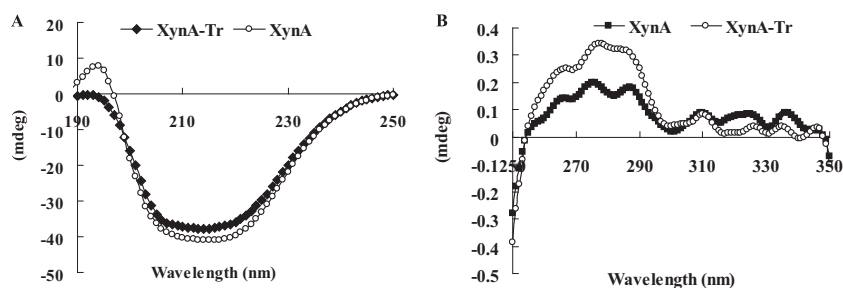 A
XynA-Tr
XynA
20
10
0
-10
-20
-30
-40
-50
190
210
230
250
(mdeg)
Wavelength (nm)
B
XynA
XynA-Tr
0.4
0.3
0.2
0.1
0
-0.1
-0.2
-0.3
-0.4
-0.5
250
270
290
310
330
350
(mdeg)
Wavelength (nm)